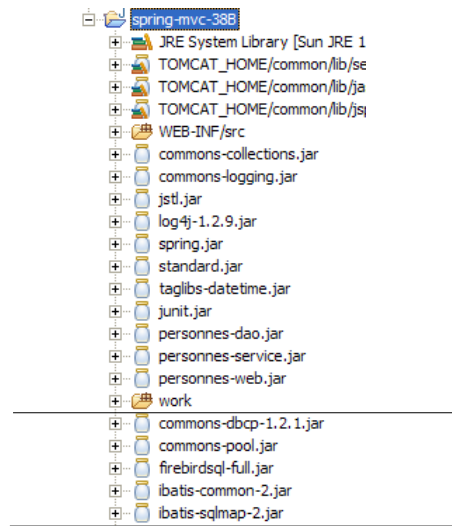 spring-mvc-38B
JRE System Library [Sun JRE 1
TOMCAT_HOME/common/lib/se
TOMCAT_HOME/common/lib/ja
TOMCAT_HOME/common/lib/jsp
WEB-INF/src
commons-collections.jar
commons-logging.jar
jstl.jar
log4j-1.2.9.jar
spring.jar
standard.jar
taglibs-datetime.jar
junit.jar
personnes-dao.jar
personnes-service.jar
personnes-web.jar
work
commons-dbcp-1.2.1.jar
commons-pool.jar
firebirdsql-full.jar
ibatis-common-2.jar
ibatis-sqlmap-2.jar